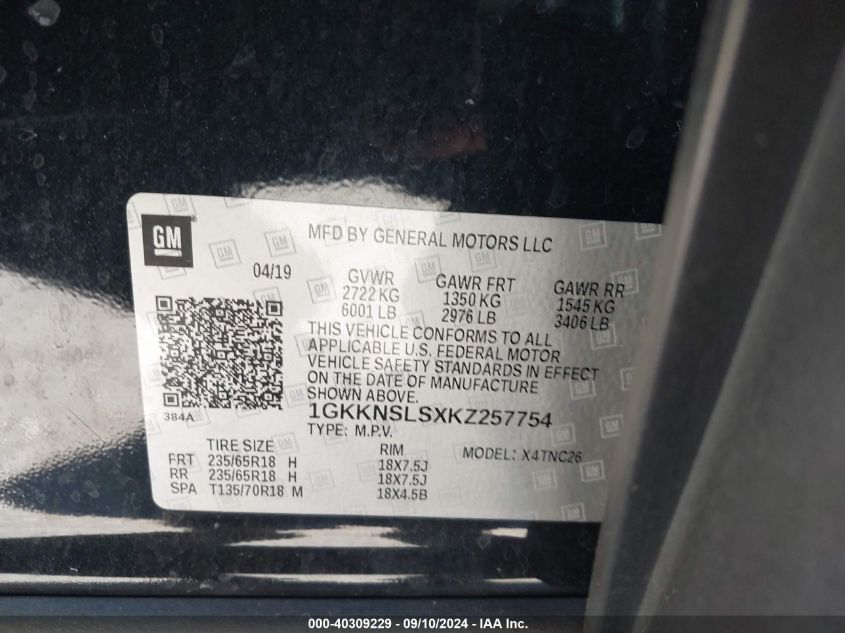 GM
MFD BY GENERAL MOTORS LLC
04/19
GVWR GAWR FRT GAWR RR
2722 KG 1350 KG 1545 KG
6001 LB 2976 LB 3406 LB
THIS VEHICLE CONFORMS TO ALL
APPLICABLE U.S. FEDERAL MOTOR
VEHICLE SAFETY STANDARDS IN EFFECT
ON THE DATE OF MANUFACTURE
SHOWN ABOVE.
384A
1GKKNSLSXKZ257754
TYPE: M.P.V. MODEL: X4TNC26
TIRE SIZE RIM
FRT 235/65R18 H 18X7.5J
RR 235/65R18 H 18X7.5J
SPA T135/70R18 M 18X4.5B
000-40309229 - 09/10/2024 - IAA Inc.